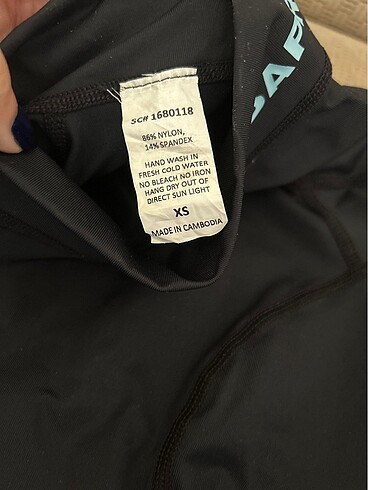 SC# 1680118
86% NYLON,
14% SPANDEX
HAND WASH IN
FRESH COLD WATER
NO BLEACH NO IRON
HANG DRY OUT OF
DIRECT SUN LIGHT
XS
MADE IN CAMBODIA